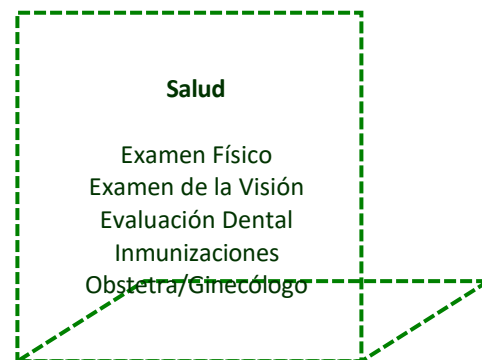 Salud
Examen Físico
Examen de la Visión
Evaluación Dental
Inmunizaciones
Obstetra/Ginecólogo